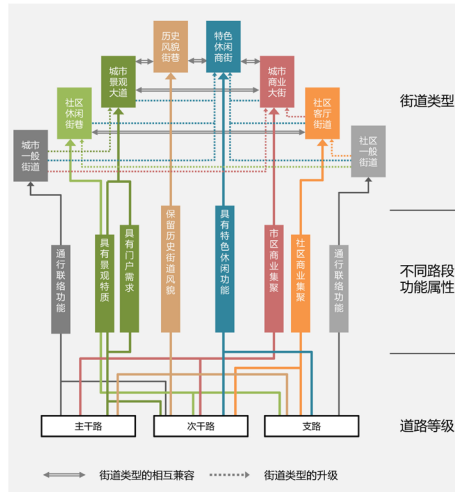 历史
风貌
街巷
特色
休闲
商街
城市
景观
大道
城市
商业
大街
街道类型
社区
休闲
街巷
社区
客厅
街道
城市
一般
街道
社区
一般
街道
通行联络功能
具有景观特质
具有门户需求
保留历史街道风貌
具有特色休闲功能
市区商业集聚
社区商业集聚
通行联络功能
不同路段
功能属性
主干路
次干路
支路
道路等级
街道类型的相互兼容
街道类型的升级